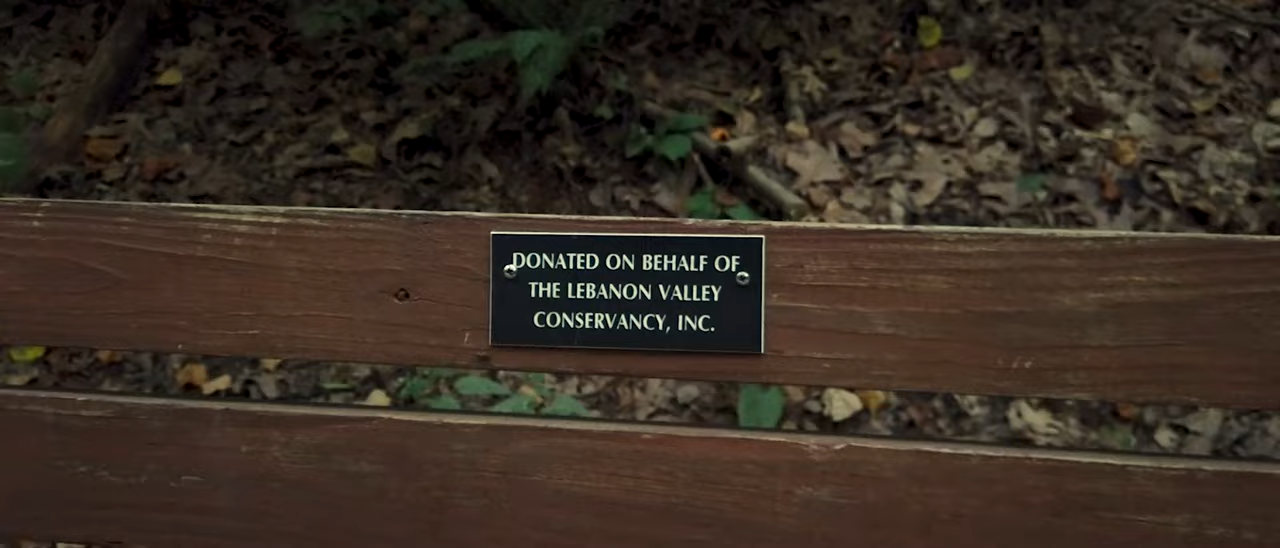 DONATED ON BEHALF OF
THE LEBANON VALLEY
CONSERVANCY, INC.